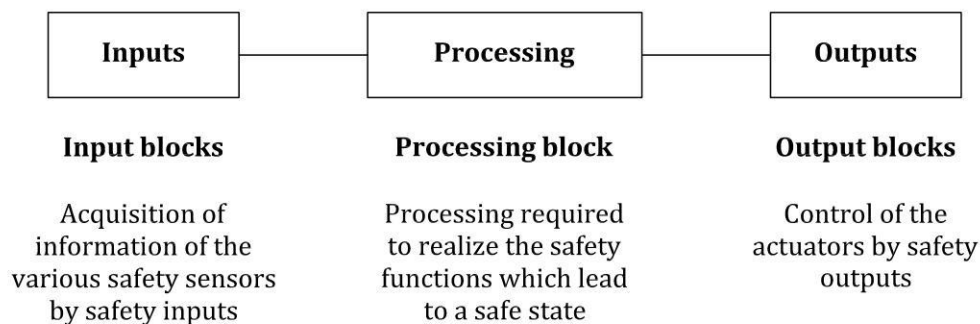 Inputs
Processing
Outputs
Input blocks
Processing block
Output blocks
Acquisition of
information of the
various safety sensors
by safety inputs
Processing required
to realize the safety
functions which lead
to a safe state
Control of the
actuators by safety
outputs